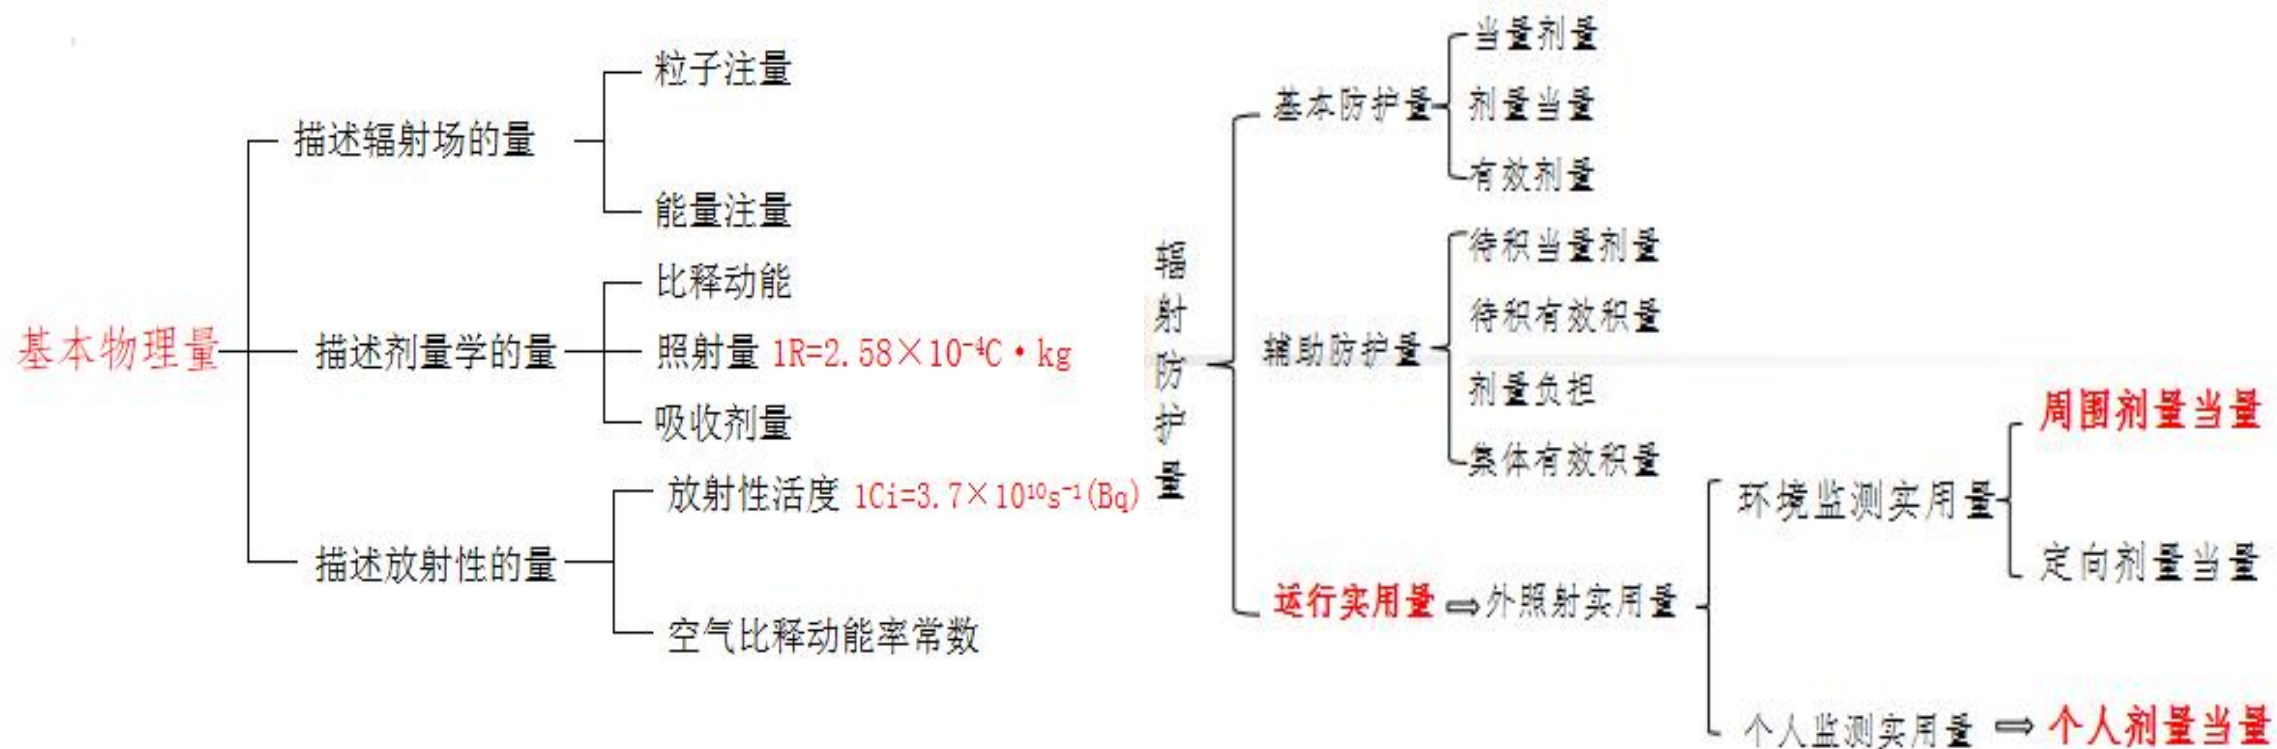 基本物理量
描述辐射场的量
粒子注量
能量注量
描述剂量学的量
比释动能
照射量 1R=2.58×10⁻⁴C·kg
吸收剂量
描述放射性的量
放射性活度 1Ci=3.7×10¹⁰s⁻¹(Bq)
空气比释动能率常数
辐射防护量
基本防护量
当量剂量
剂量当量
有效剂量
辅助防护量
待积当量剂量
待积有效积量
剂量负担
集体有效积量
运行实用量⇨外照射实用量
环境监测实用量
周围剂量当量
定向剂量当量
个人监测实用量⇨个人剂量当量